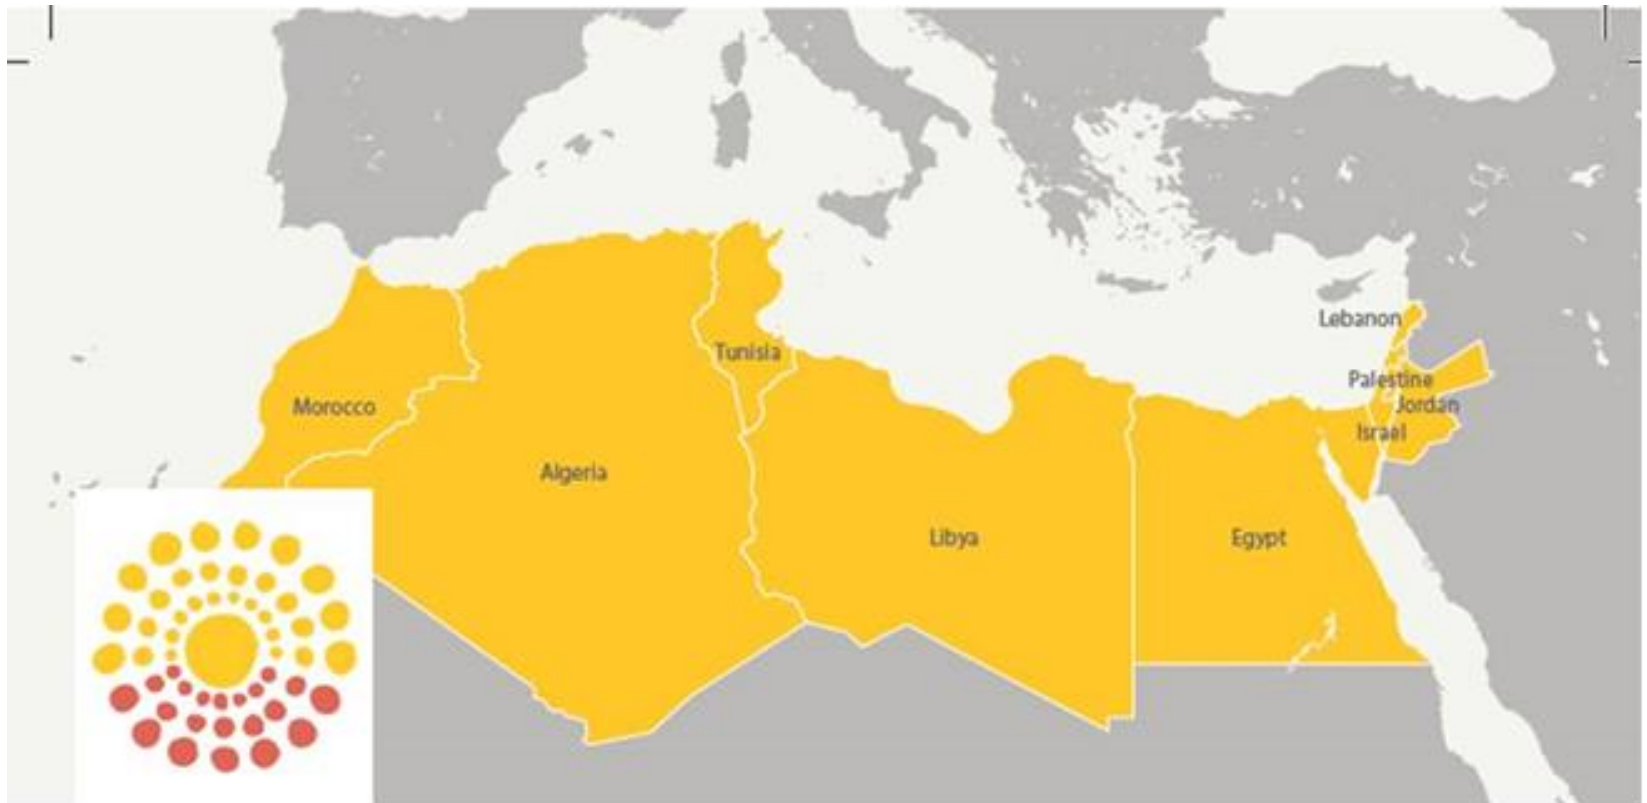 Lebanon
Tunisia
Palestine
Morocco
Jordan
Israel
Algeria
Libya
Egypt